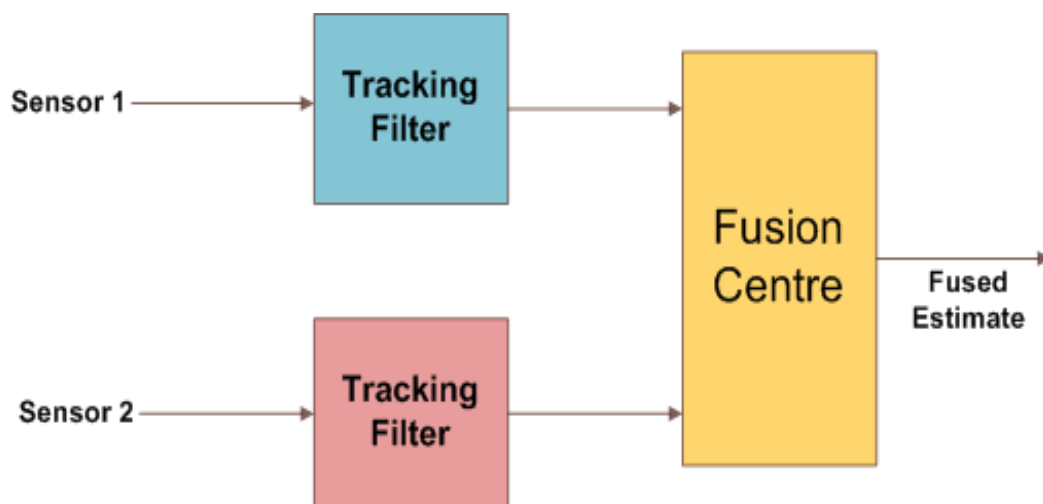 Sensor 1
Tracking
Filter
Fusion
Centre
Fused
Estimate
Sensor 2
Tracking
Filter